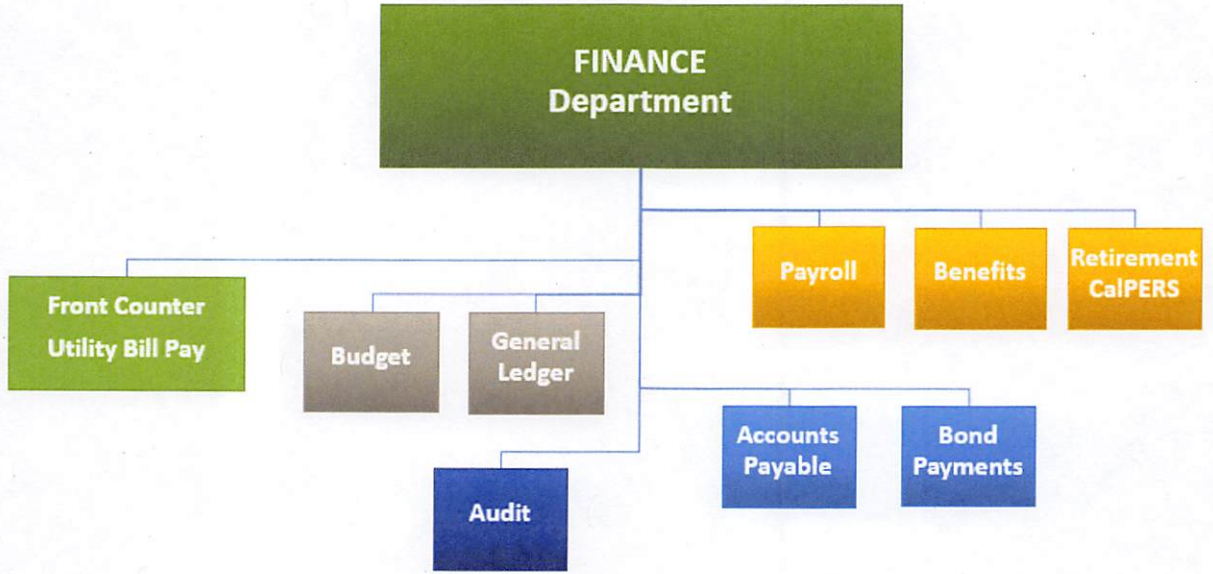 FINANCE
Department
Payroll
Benefits
Retirement
CalPERS
Front Counter
Utility Bill Pay
Budget
General
Ledger
Accounts
Payable
Bond
Payments
Audit